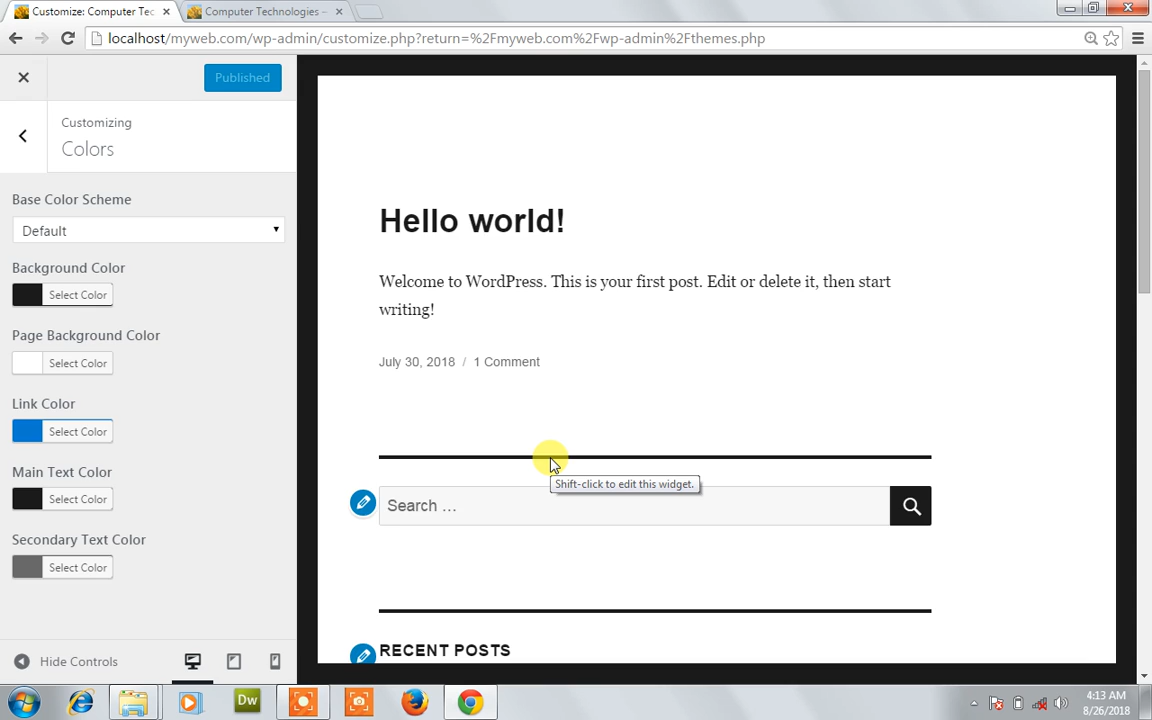 Customize: Computer Tec
Computer Technologies –
localhost/myweb.com/wp-admin/customize.php?return=%2Fmyweb.com%2Fwp-admin%2Fthemes.php
Published
Customizing
Colors
Base Color Scheme
Default
Background Color
Select Color
Page Background Color
Select Color
Link Color
Select Color
Main Text Color
Select Color
Secondary Text Color
Select Color
Hide Controls
Hello world!
Welcome to WordPress. This is your first post. Edit or delete it, then start
writing!
July 30, 2018 / 1 Comment
Shift-click to edit this widget.
Search …
RECENT POSTS
Dw
4:13 AM
8/26/2018